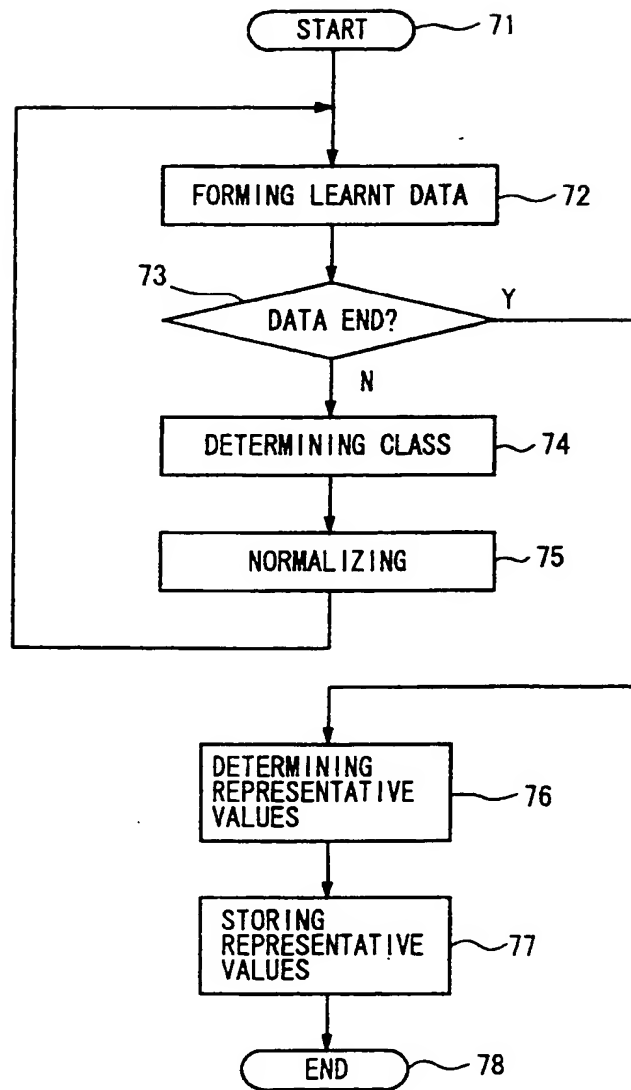 START 71
FORMING LEARNT DATA 72
73
DATA END? Y
N
DETERMINING CLASS 74
NORMALIZING 75
DETERMINING
REPRESENTATIVE
VALUES 76
STORING
REPRESENTATIVE
VALUES 77
END 78